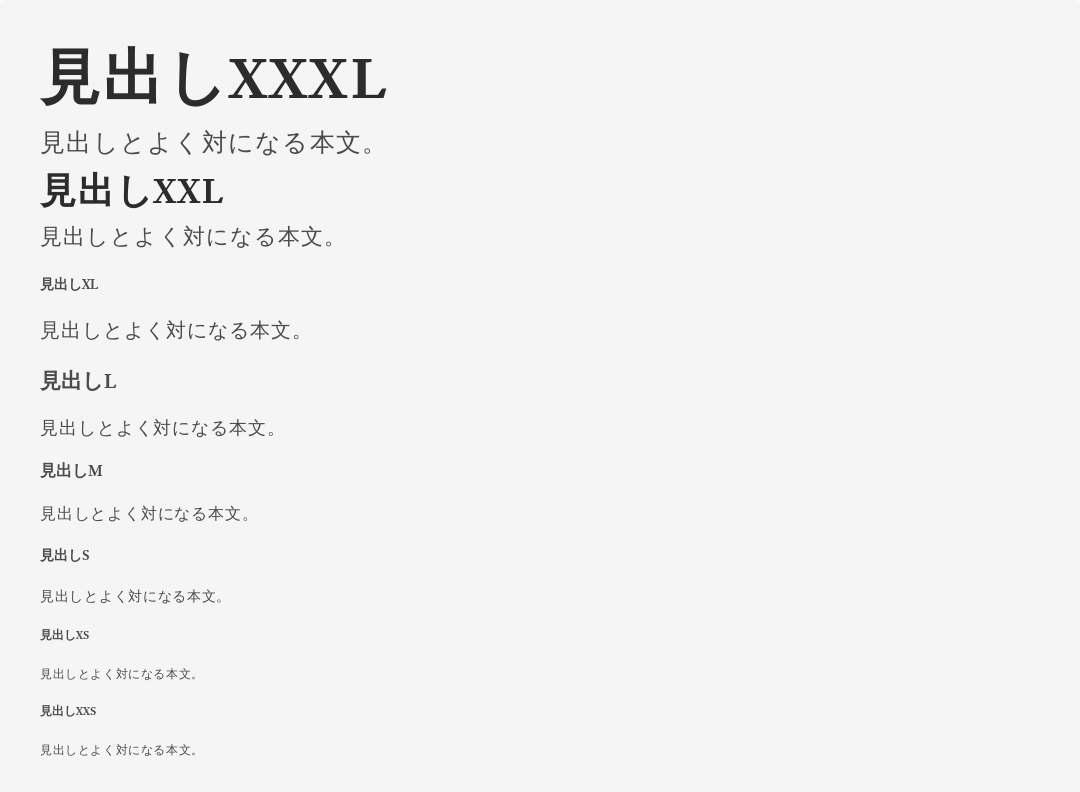 見出しXXXL
見出しとよく対になる本文。
見出しXXL
見出しとよく対になる本文。
見出しXL
見出しとよく対になる本文。
見出しL
見出しとよく対になる本文。
見出しM
見出しとよく対になる本文。
見出しS
見出しとよく対になる本文。
見出しXS
見出しとよく対になる本文。
見出しXXS
見出しとよく対になる本文。